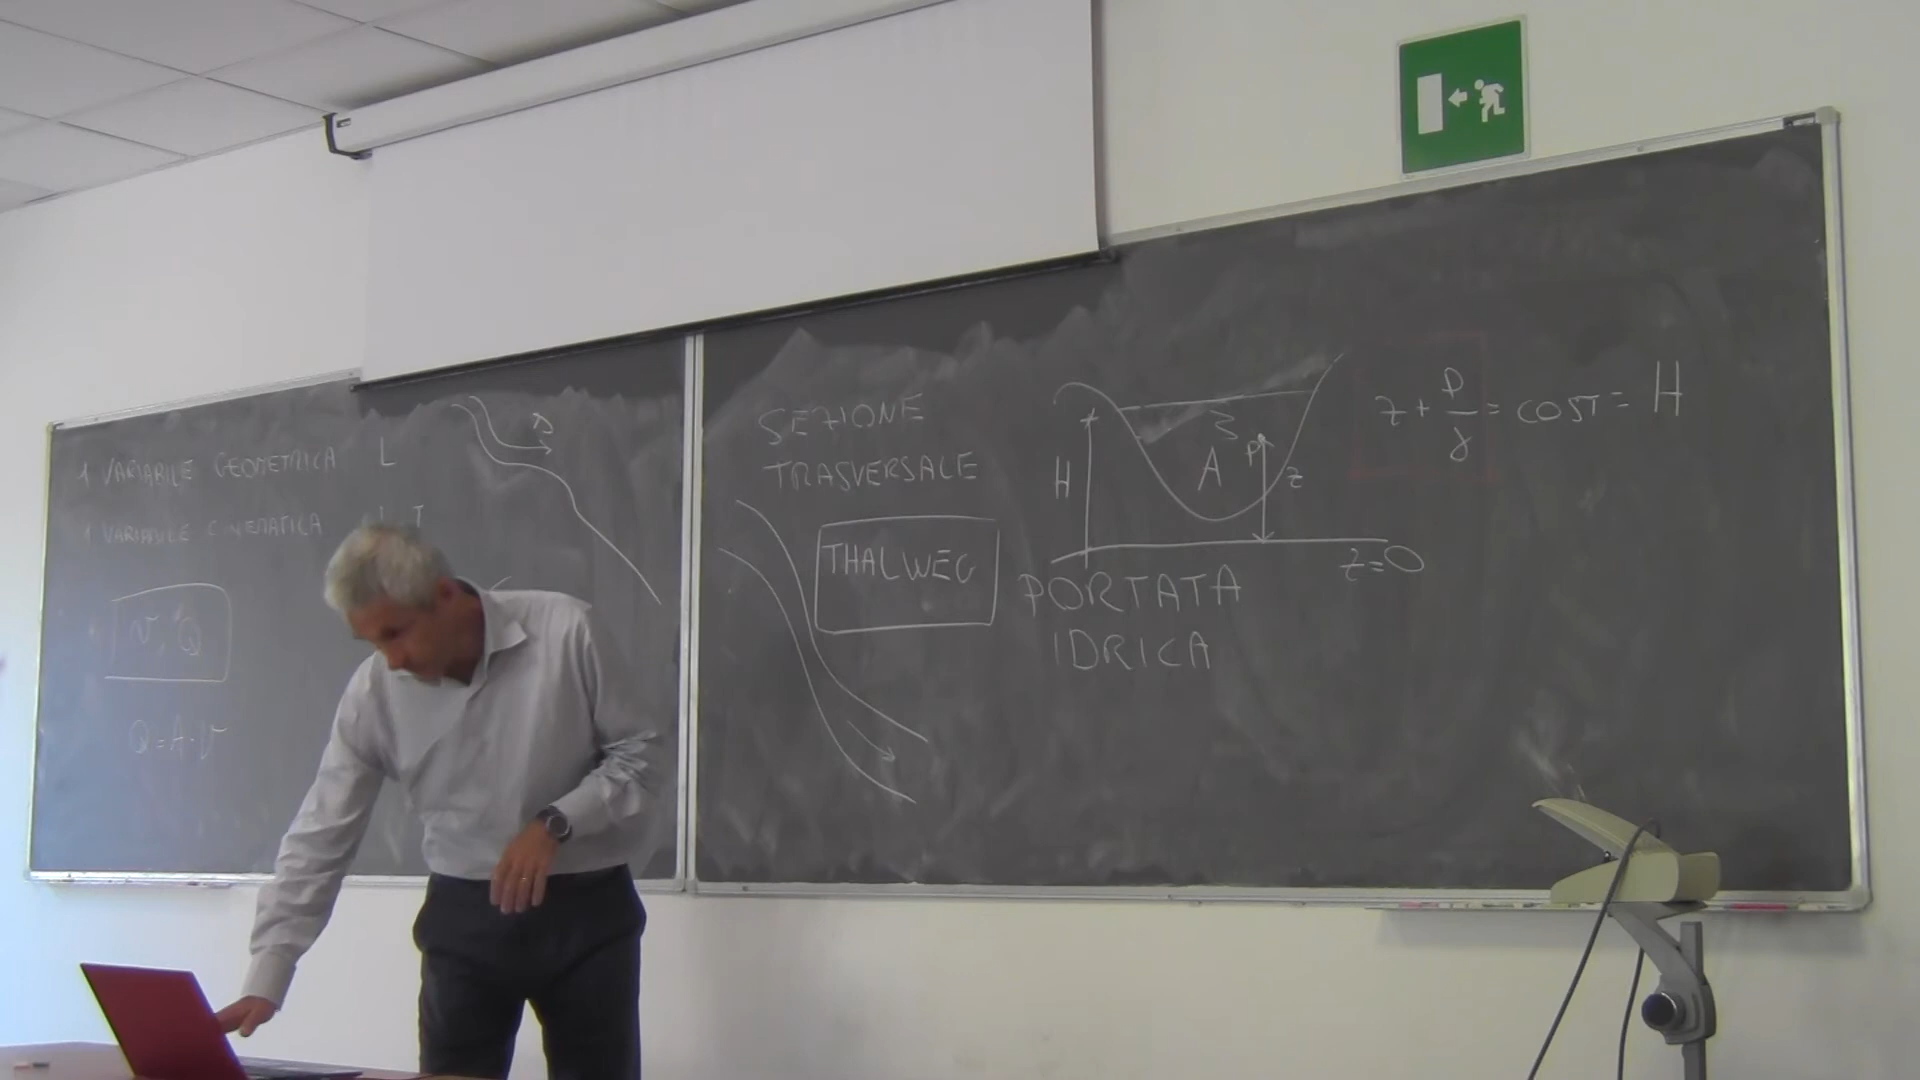 1 VARIABILE GEOMETRICA L
1 VARIABILE CINEMATICA
v, Q
Q = A · v
SEZIONE
TRASVERSALE
THALWEG
H
A
P
z
z=0
PORTATA
IDRICA
z + p/γ = COST = H